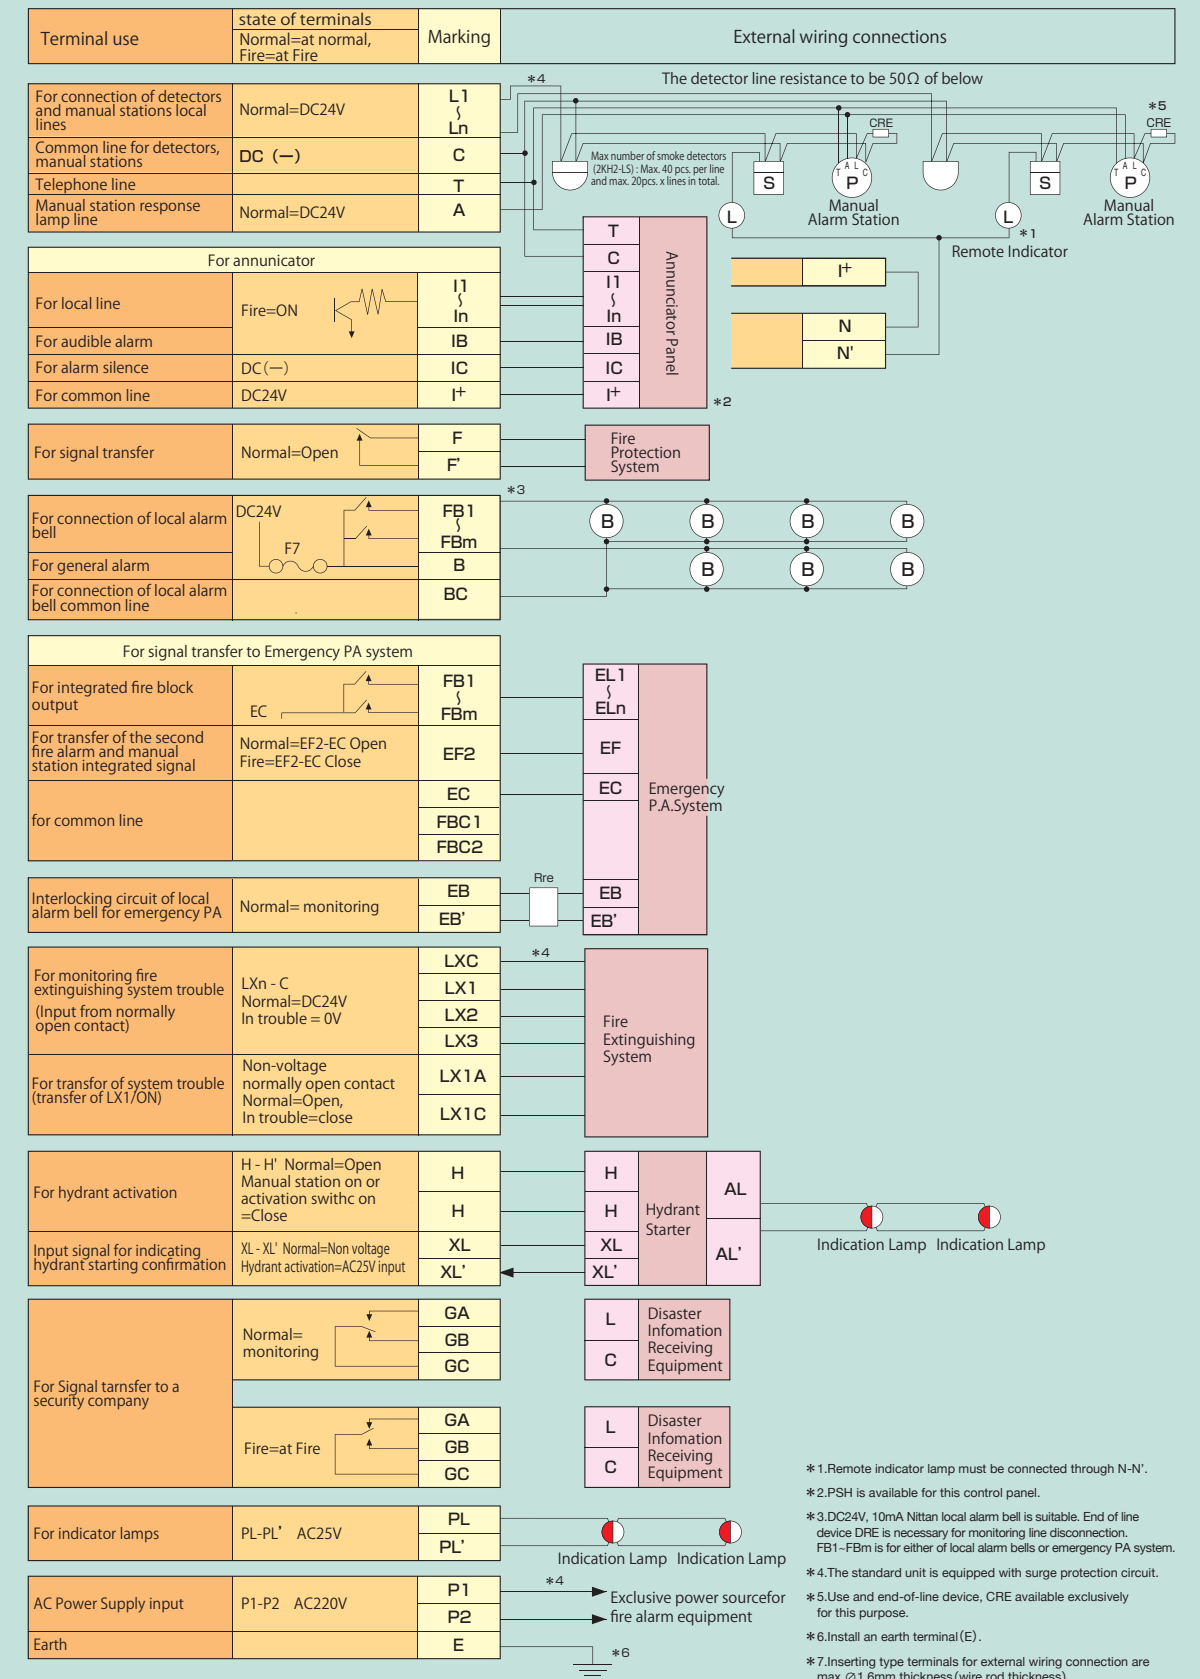 Terminal use
state of terminals
Normal=at normal,
Fire=at Fire
Marking
External wiring connections
The detector line resistance to be 50Ω of below
For connection of detectors
and manual stations local
lines
Normal=DC24V
L1
~
Ln
Common line for detectors,
manual stations
DC (—)
C
Telephone line
T
Manual station response
lamp line
Normal=DC24V
A
*4
Max number of smoke detectors
(2KH2-LS) : Max. 40 pcs. per line
and max. 20pcs. x lines in total.
S
CRE
T A L C
P
Manual
Alarm Station
L
S
*5
CRE
T A L C
P
Manual
Alarm Station
L
*1
Remote Indicator
I+
N
N'
For annunicator
For local line
Fire=ON
I1
~
In
For audible alarm
IB
For alarm silence
DC(—)
IC
For common line
DC24V
I+
T
C
I1
~
In
IB
IC
I+
Annunciator Panel
*2
For signal transfer
Normal=Open
F
F'
Fire
Protection
System
For connection of local alarm
bell
DC24V
F7
FB1
~
FBm
For general alarm
B
For connection of local alarm
bell common line
BC
*3
B B B B
B B B
For signal transfer to Emergency PA system
For integrated fire block
output
EC
FB1
~
FBm
For transfer of the second
fire alarm and manual
station integrated signal
Normal=EF2-EC Open
Fire=EF2-EC Close
EF2
for common line
EC
FBC1
FBC2
Interlocking circuit of local
alarm bell for emergency PA
Normal= monitoring
EB
EB'
Rre
EL1
~
ELn
EF
EC
EB
EB'
Emergency
P.A.System
For monitoring fire
extinguishing system trouble
(Input from normally
open contact)
LXn - C
Normal=DC24V
In trouble = 0V
LXC
LX1
LX2
LX3
For transfor of system trouble
(transfer of LX1/ON)
Non-voltage
normally open contact
Normal=Open,
In trouble=close
LX1A
LX1C
*4
Fire
Extinguishing
System
For hydrant activation
H - H' Normal=Open
Manual station on or
activation swithc on
=Close
H
H
Input signal for indicating
hydrant starting confirmation
XL - XL' Normal=Non voltage
Hydrant activation=AC25V input
XL
XL'
H
H
XL
XL'
Hydrant
Starter
AL
AL'
Indication Lamp Indication Lamp
For Signal tarnsfer to a
security company
Normal=
monitoring
GA
GB
GC
L
C
Disaster
Infomation
Receiving
Equipment
Fire=at Fire
GA
GB
GC
L
C
Disaster
Infomation
Receiving
Equipment
For indicator lamps
PL-PL' AC25V
PL
PL'
Indication Lamp Indication Lamp
AC Power Supply input
P1-P2 AC220V
P1
P2
*4
Exclusive power sourcefor
fire alarm equipment
Earth
E
*6
*1.Remote indicator lamp must be connected through N-N'.
*2.PSH is available for this control panel.
*3.DC24V, 10mA Nittan local alarm bell is suitable. End of line
device DRE is necessary for monitoring line disconnection.
FB1~FBm is for either of local alarm bells or emergency PA system.
*4.The standard unit is equipped with surge protection circuit.
*5.Use and end-of-line device, CRE available exclusively
for this purpose.
*6.Install an earth terminal(E).
*7.Inserting type terminals for external wiring connection are
max.∅1.6mm thickness(wire rod thickness)